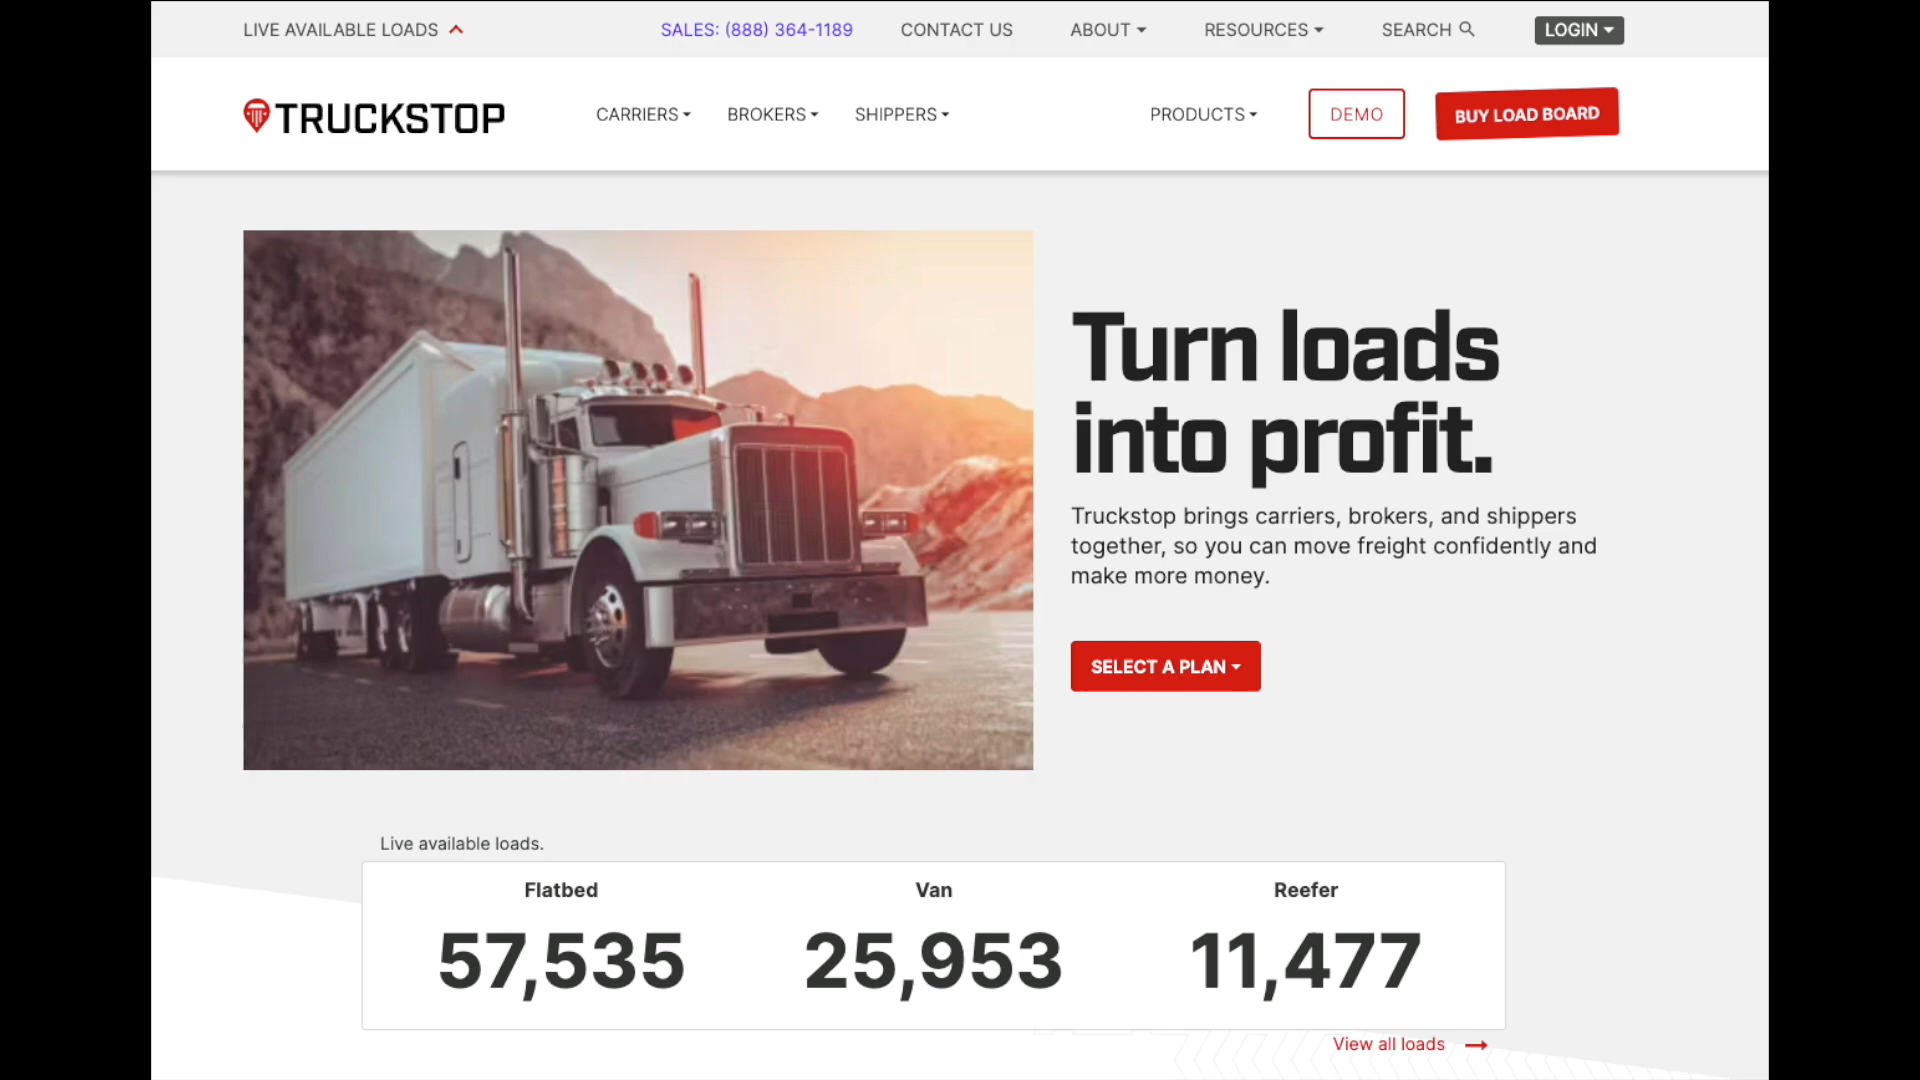 LIVE AVAILABLE LOADS
SALES: (888) 364-1189
CONTACT US
ABOUT
RESOURCES
SEARCH
LOGIN
TRUCKSTOP
CARRIERS
BROKERS
SHIPPERS
PRODUCTS
DEMO
BUY LOAD BOARD
Turn loads
into profit.
Truckstop brings carriers, brokers, and shippers
together, so you can move freight confidently and
make more money.
SELECT A PLAN
Live available loads.
Flatbed
Van
Reefer
57,535
25,953
11,477
View all loads